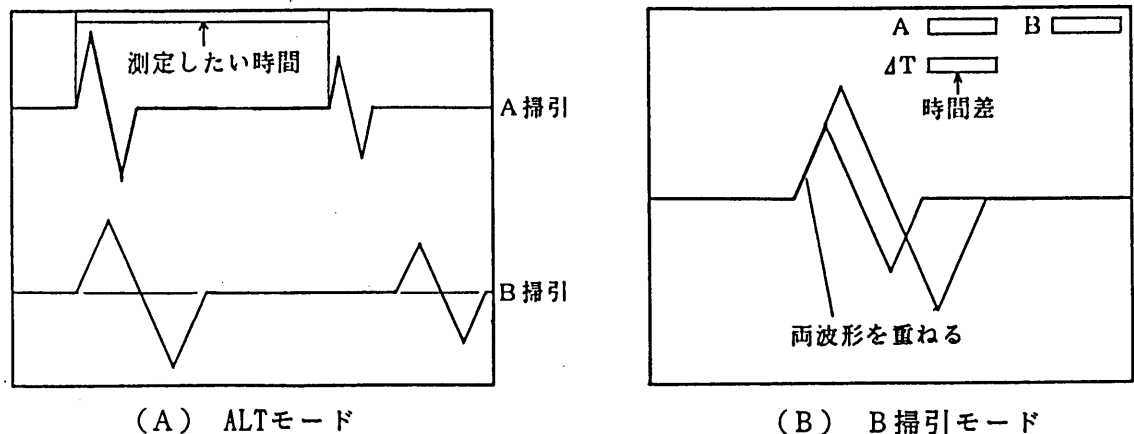 測定したい時間
A掃引
B掃引
(A) ALTモード
A B
⊿T
時間差
両波形を重ねる
(B) B掃引モード